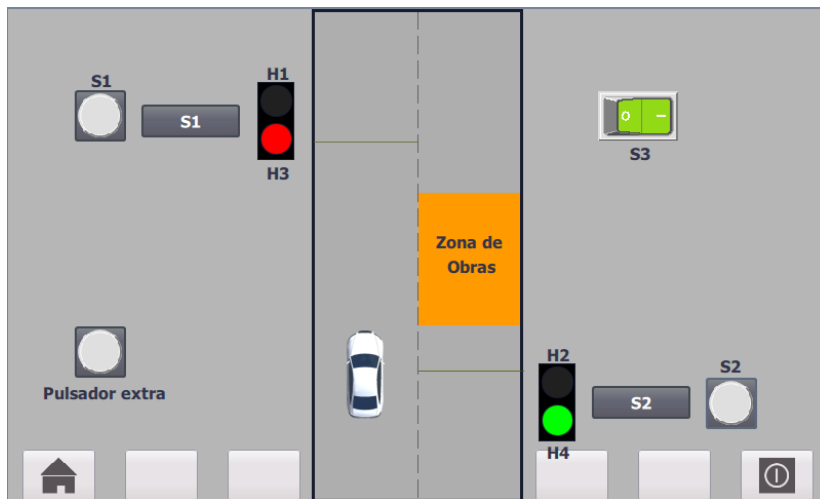 S1
S1
H1
H3
S3
Zona de
Obras
Pulsador extra
H2
H4
S2
S2